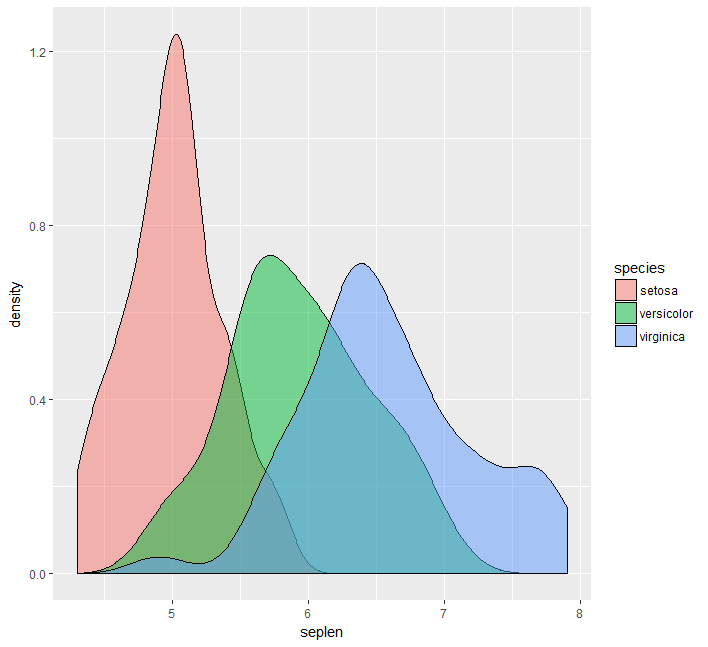 1.2
0.8
0.4
0.0
density
5 6 7 8
seplen
species
setosa
versicolor
virginica